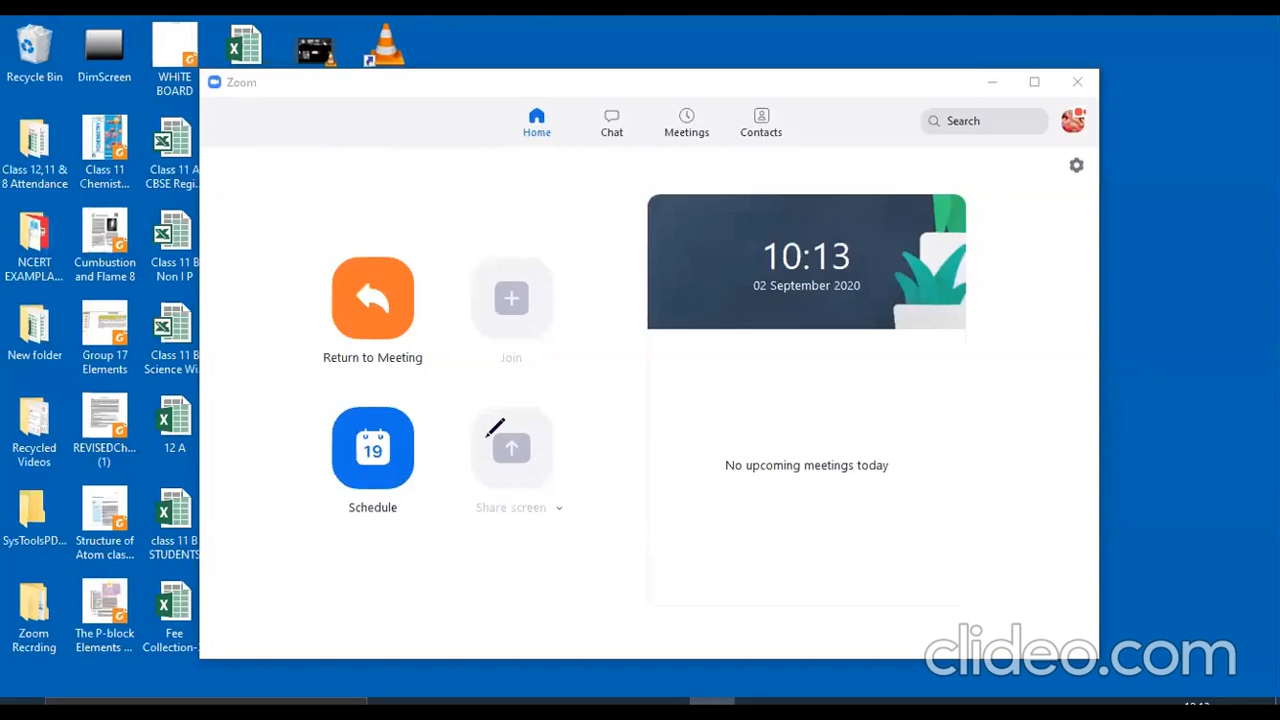 Recycle Bin
DimScreen
WHITE
BOARD
Class 12,11 &
8 Attendance
Class 11
Chemist...
Class 11 A
CBSE Regi..
NCERT
EXAMPLA...
Cumbustion
and Flame 8
Class 11 B
Non I P
New folder
Group 17
Elements
Class 11 B
Science Wi..
Recycled
Videos
REVISEDCh...
(1)
12 A
SysToolsPD...
Structure of
Atom clas...
class 11 B
STUDENTS
Zoom
Recrding
The P-block
Elements ...
Fee
Collection-
Zoom
Home
Chat
Meetings
Contacts
Search
10:13
02 September 2020
Return to Meeting
Join
19
Schedule
Share screen
No upcoming meetings today
clideo.com